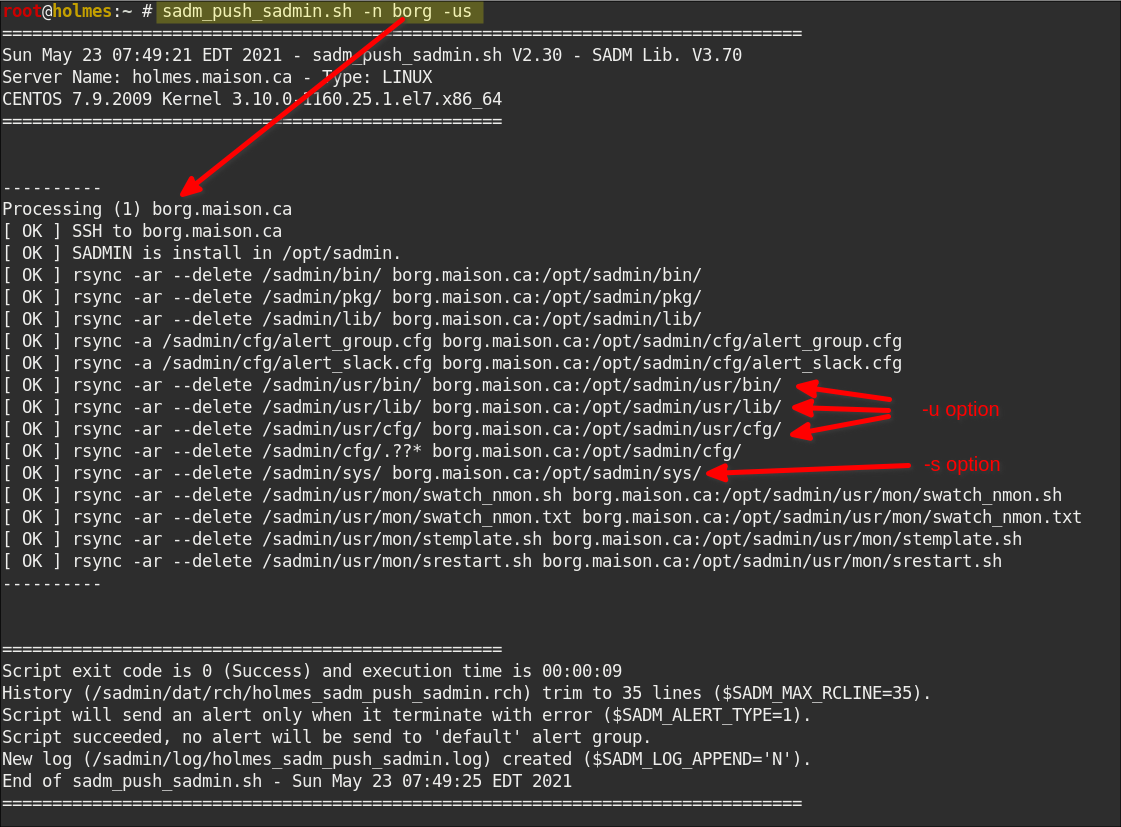 root@holmes:~ # sadm_push_sadmin.sh -n borg -us
================================================================================
Sun May 23 07:49:21 EDT 2021 - sadm_push_sadmin.sh V2.30 - SADM Lib. V3.70
Server Name: holmes.maison.ca - Type: LINUX
CENTOS 7.9.2009 Kernel 3.10.0-1160.25.1.el7.x86_64
==================================================
----------
Processing (1) borg.maison.ca
[ OK ] SSH to borg.maison.ca
[ OK ] SADMIN is install in /opt/sadmin.
[ OK ] rsync -ar --delete /sadmin/bin/ borg.maison.ca:/opt/sadmin/bin/
[ OK ] rsync -ar --delete /sadmin/pkg/ borg.maison.ca:/opt/sadmin/pkg/
[ OK ] rsync -ar --delete /sadmin/lib/ borg.maison.ca:/opt/sadmin/lib/
[ OK ] rsync -a /sadmin/cfg/alert_group.cfg borg.maison.ca:/opt/sadmin/cfg/alert_group.cfg
[ OK ] rsync -a /sadmin/cfg/alert_slack.cfg borg.maison.ca:/opt/sadmin/cfg/alert_slack.cfg
[ OK ] rsync -ar --delete /sadmin/usr/bin/ borg.maison.ca:/opt/sadmin/usr/bin/
[ OK ] rsync -ar --delete /sadmin/usr/lib/ borg.maison.ca:/opt/sadmin/usr/lib/ -u option
[ OK ] rsync -ar --delete /sadmin/usr/cfg/ borg.maison.ca:/opt/sadmin/usr/cfg/
[ OK ] rsync -ar --delete /sadmin/cfg/.??* borg.maison.ca:/opt/sadmin/cfg/
[ OK ] rsync -ar --delete /sadmin/sys/ borg.maison.ca:/opt/sadmin/sys/ -s option
[ OK ] rsync -ar --delete /sadmin/usr/mon/swatch_nmon.sh borg.maison.ca:/opt/sadmin/usr/mon/swatch_nmon.sh
[ OK ] rsync -ar --delete /sadmin/usr/mon/swatch_nmon.txt borg.maison.ca:/opt/sadmin/usr/mon/swatch_nmon.txt
[ OK ] rsync -ar --delete /sadmin/usr/mon/stemplate.sh borg.maison.ca:/opt/sadmin/usr/mon/stemplate.sh
[ OK ] rsync -ar --delete /sadmin/usr/mon/srestart.sh borg.maison.ca:/opt/sadmin/usr/mon/srestart.sh
----------
==================================================
Script exit code is 0 (Success) and execution time is 00:00:09
History (/sadmin/dat/rch/holmes_sadm_push_sadmin.rch) trim to 35 lines ($SADM_MAX_RCLINE=35).
Script will send an alert only when it terminate with error ($SADM_ALERT_TYPE=1).
Script succeeded, no alert will be send to 'default' alert group.
New log (/sadmin/log/holmes_sadm_push_sadmin.log) created ($SADM_LOG_APPEND='N').
End of sadm_push_sadmin.sh - Sun May 23 07:49:25 EDT 2021
================================================================================